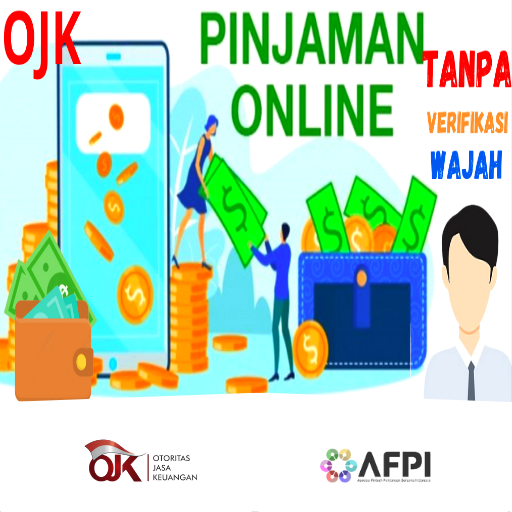 OJK
PINJAMAN
ONLINE
TANPA
VERIFIKASI
WAJAH
OJK
OTORITAS
JASA
KEUANGAN
AFPI
Asosiasi Fintech Pendanaan Bersama Indonesia